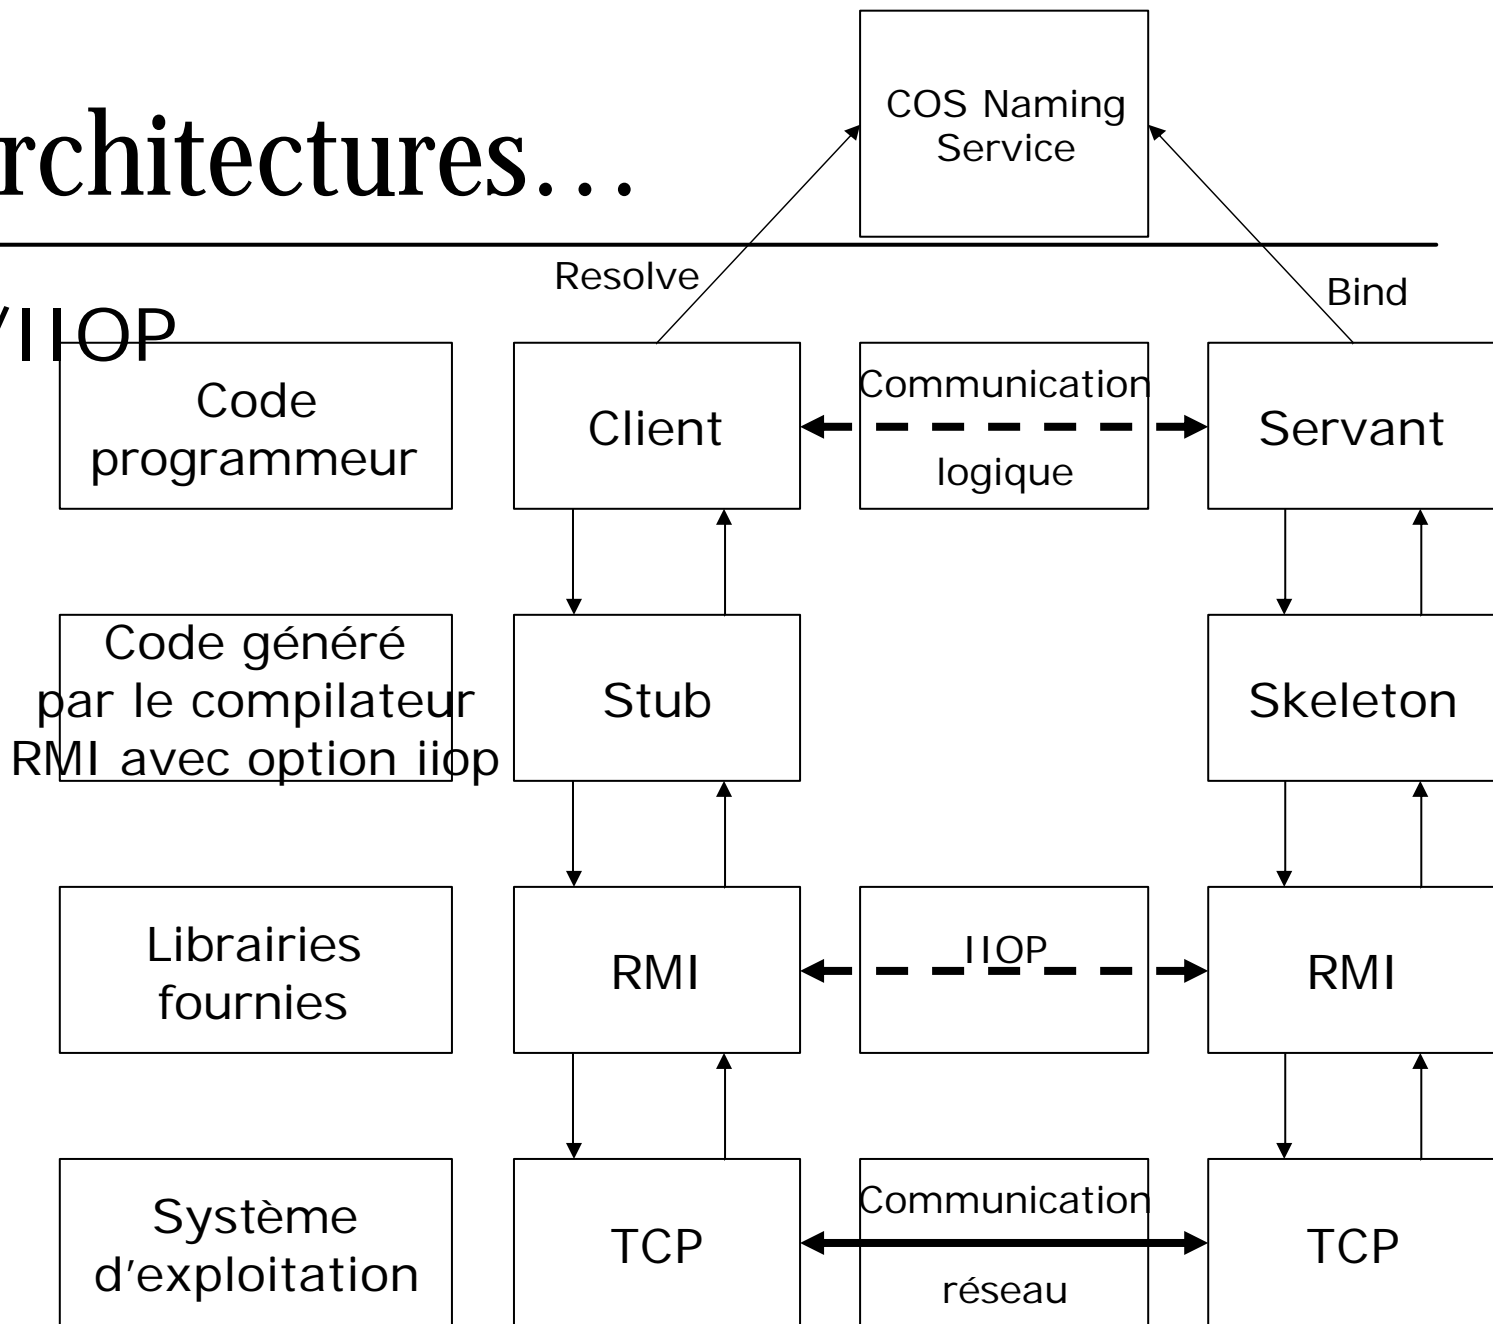 COS Naming
Service
rchitectures...
Resolve
Bind
/IIOP
Code
programmeur
Client
Communication
logique
Servant
Code généré
par le compilateur
RMI avec option iiop
Stub
Skeleton
Librairies
fournies
RMI
IIOP
RMI
Système
d'exploitation
TCP
Communication
réseau
TCP